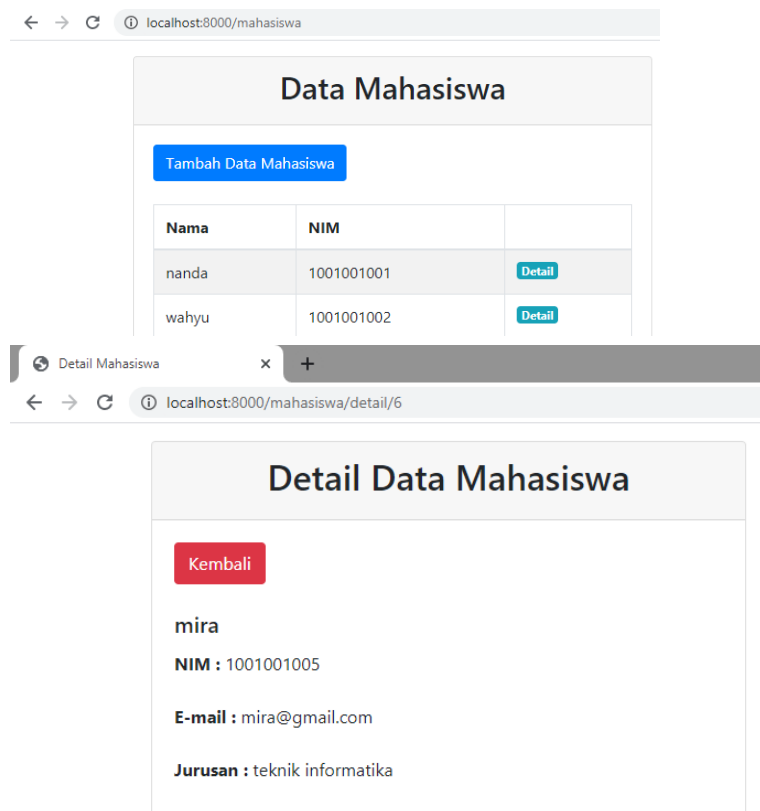 localhost:8000/mahasiswa
Data Mahasiswa
Tambah Data Mahasiswa
Nama NIM
nanda 1001001001 Detail
wahyu 1001001002 Detail
Detail Mahasiswa
localhost:8000/mahasiswa/detail/6
Detail Data Mahasiswa
Kembali
mira
NIM : 1001001005
E-mail : mira@gmail.com
Jurusan : teknik informatika